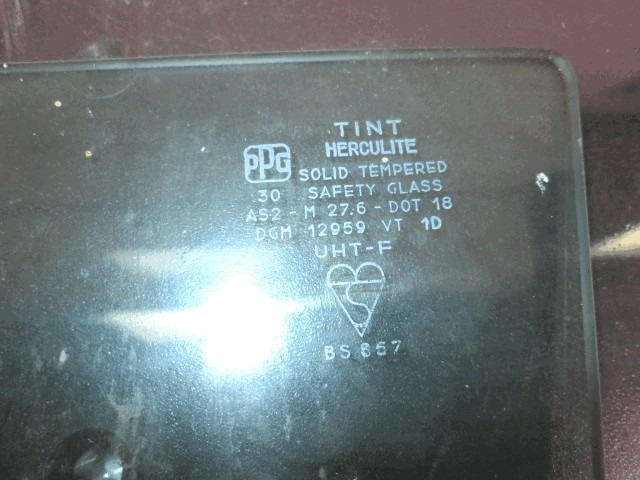 TINT
HERCULITE
PPG SOLID TEMPERED
30 SAFETY GLASS
AS2 - M 27.6 - DOT 18
DGM 12959 VT 1D
UHT-F
BS 857